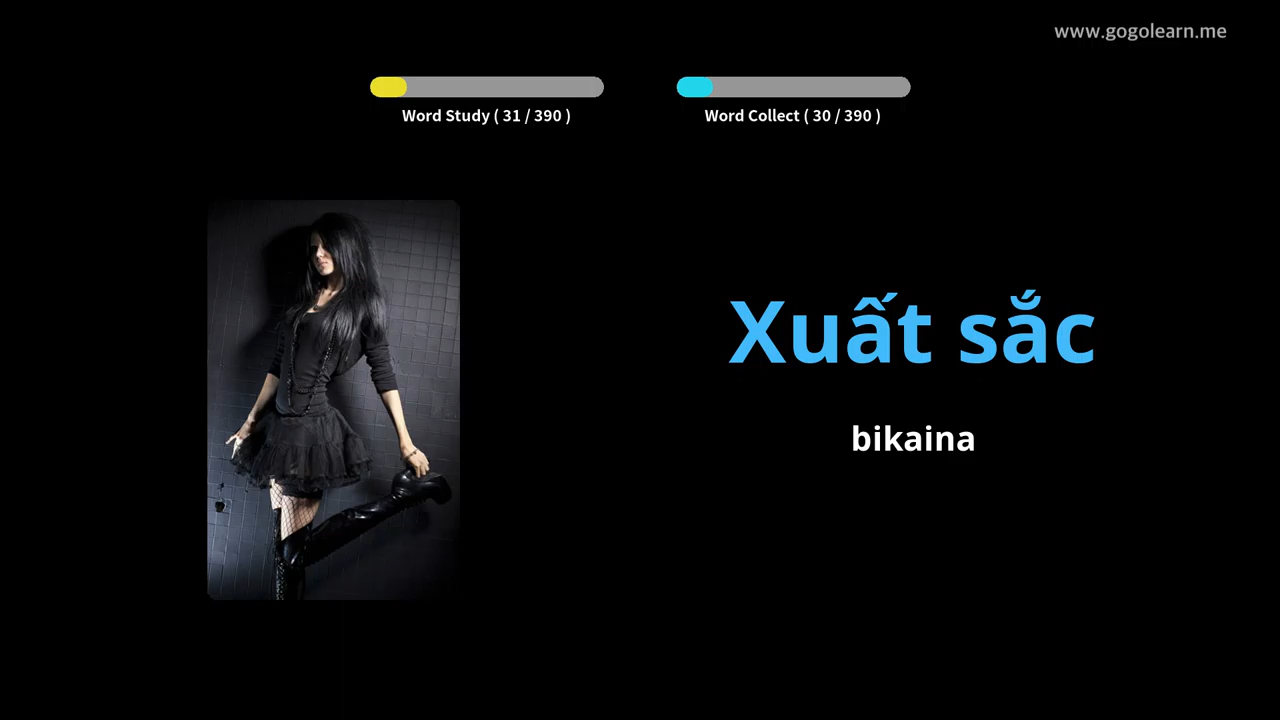 www.gogolearn.me
Word Study ( 31 / 390 )
Word Collect ( 30 / 390 )
Xuất sắc
bikaina